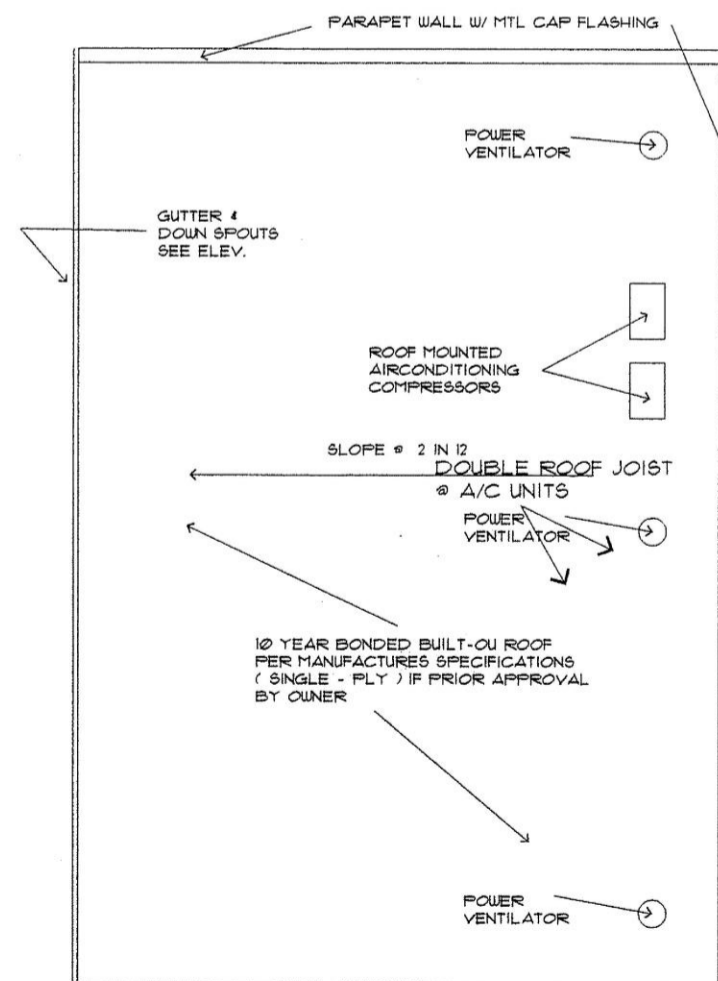 PARAPET WALL W/ MTL CAP FLASHING
POWER
VENTILATOR
GUTTER &
DOWN SPOUTS
SEE ELEV.
ROOF MOUNTED
AIRCONDITIONING
COMPRESSORS
SLOPE @ 2 IN 12
DOUBLE ROOF JOIST
@ A/C UNITS
POWER
VENTILATOR
10 YEAR BONDED BUILT-OU ROOF
PER MANUFACTURES SPECIFICATIONS
( SINGLE - PLY ) IF PRIOR APPROVAL
BY OWNER
POWER
VENTILATOR